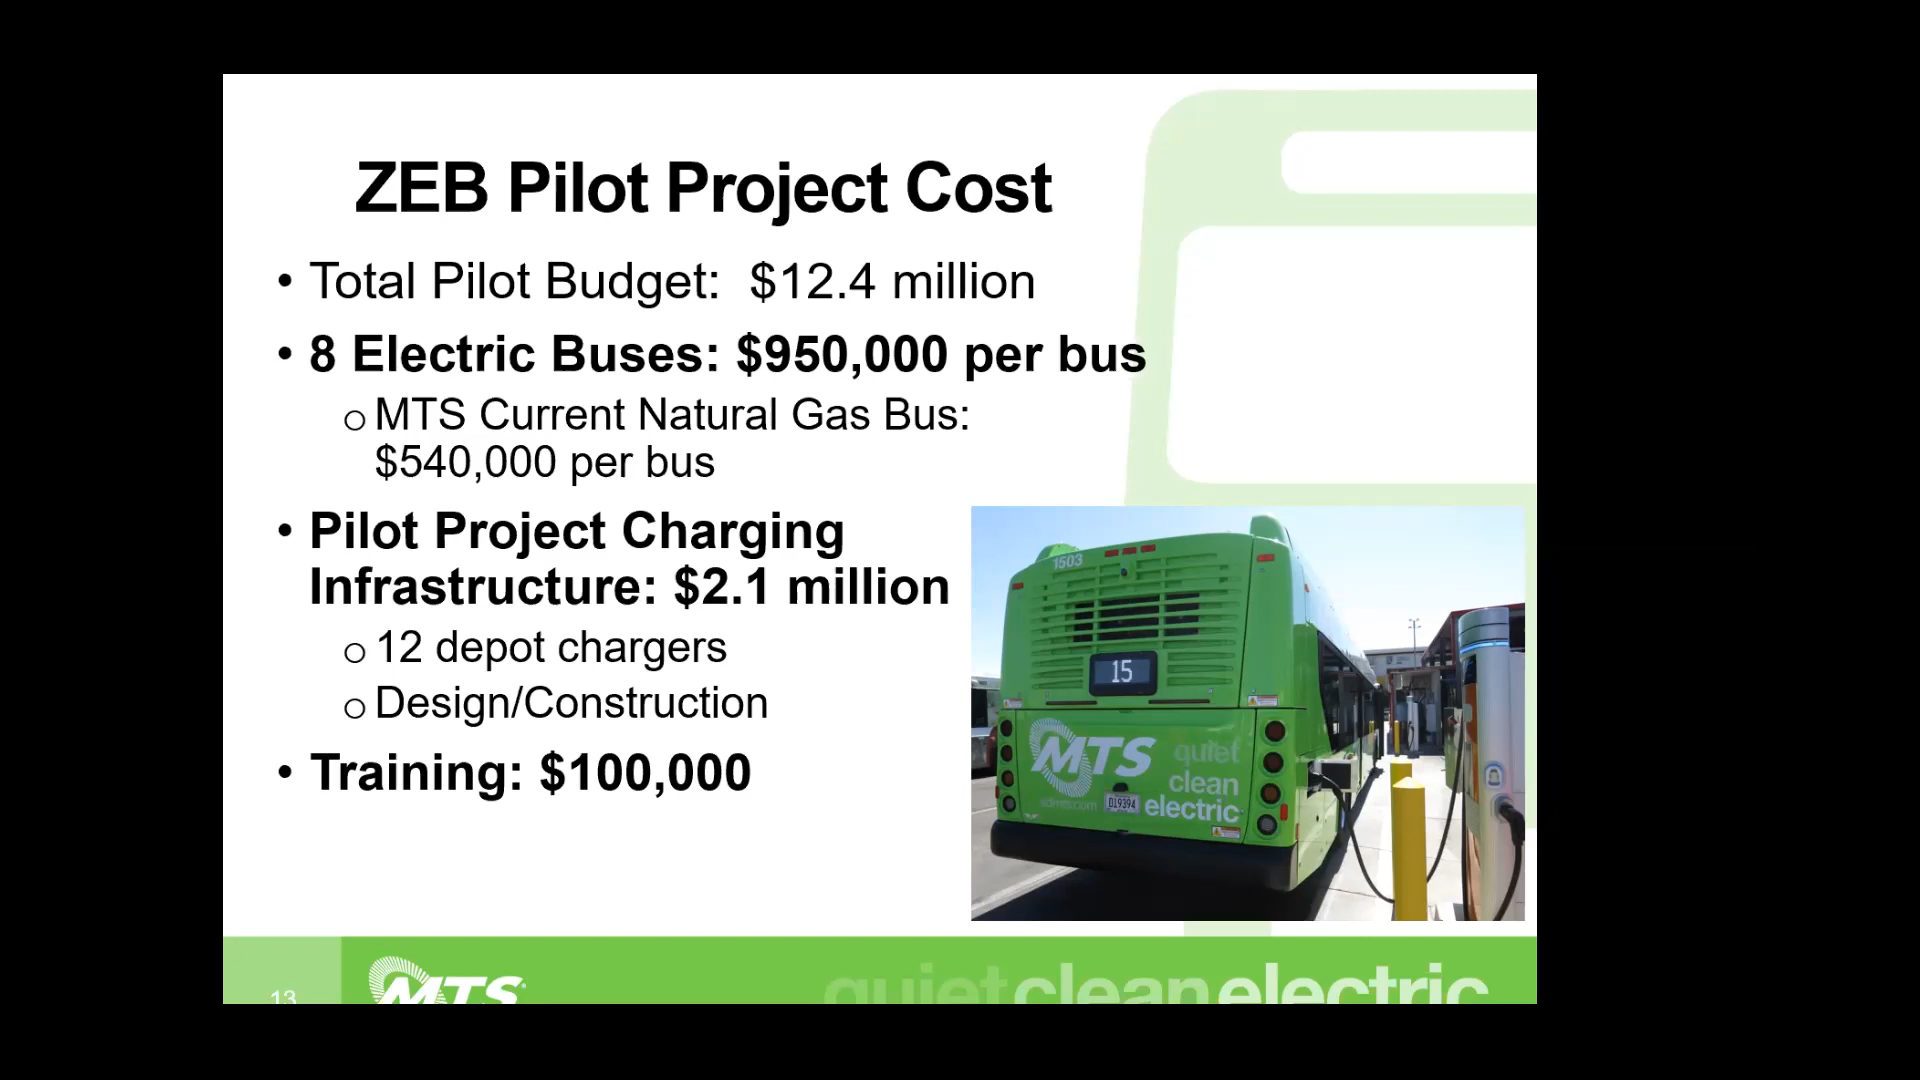 ZEB Pilot Project Cost
• Total Pilot Budget: $12.4 million
• 8 Electric Buses: $950,000 per bus
o MTS Current Natural Gas Bus:
$540,000 per bus
• Pilot Project Charging
Infrastructure: $2.1 million
o 12 depot chargers
o Design/Construction
• Training: $100,000
1503
15
MTS
quiet
clean
electric
sdmts.com
D19394
13
MTS
quiet clean electric